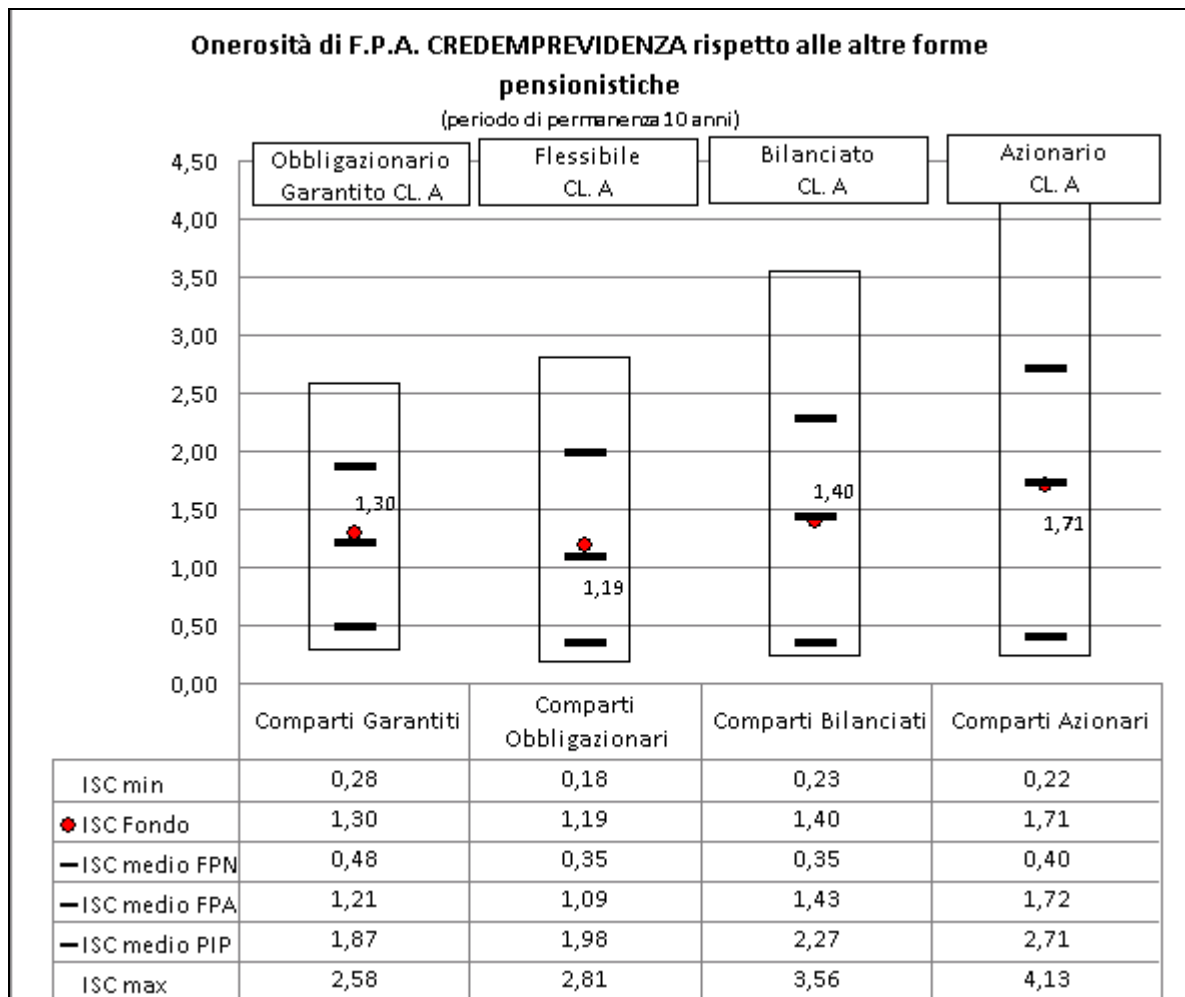 Onerosità di F.P.A. CREDEMPREVIDENZA rispetto alle altre forme
pensionistiche
(periodo di permanenza 10 anni)
Obbligazionario
Garantito CL. A
Flessibile
CL. A
Bilanciato
CL. A
Azionario
CL. A
4,50
4,00
3,50
3,00
2,50
2,00
1,50
1,00
0,50
0,00
1,30
1,19
1,40
1,71
Comparti Garantiti
Comparti
Obbligazionari
Comparti Bilanciati
Comparti Azionari
ISC min 0,28 0,18 0,23 0,22
ISC Fondo 1,30 1,19 1,40 1,71
ISC medio FPN 0,48 0,35 0,35 0,40
ISC medio FPA 1,21 1,09 1,43 1,72
ISC medio PIP 1,87 1,98 2,27 2,71
ISC max 2,58 2,81 3,56 4,13